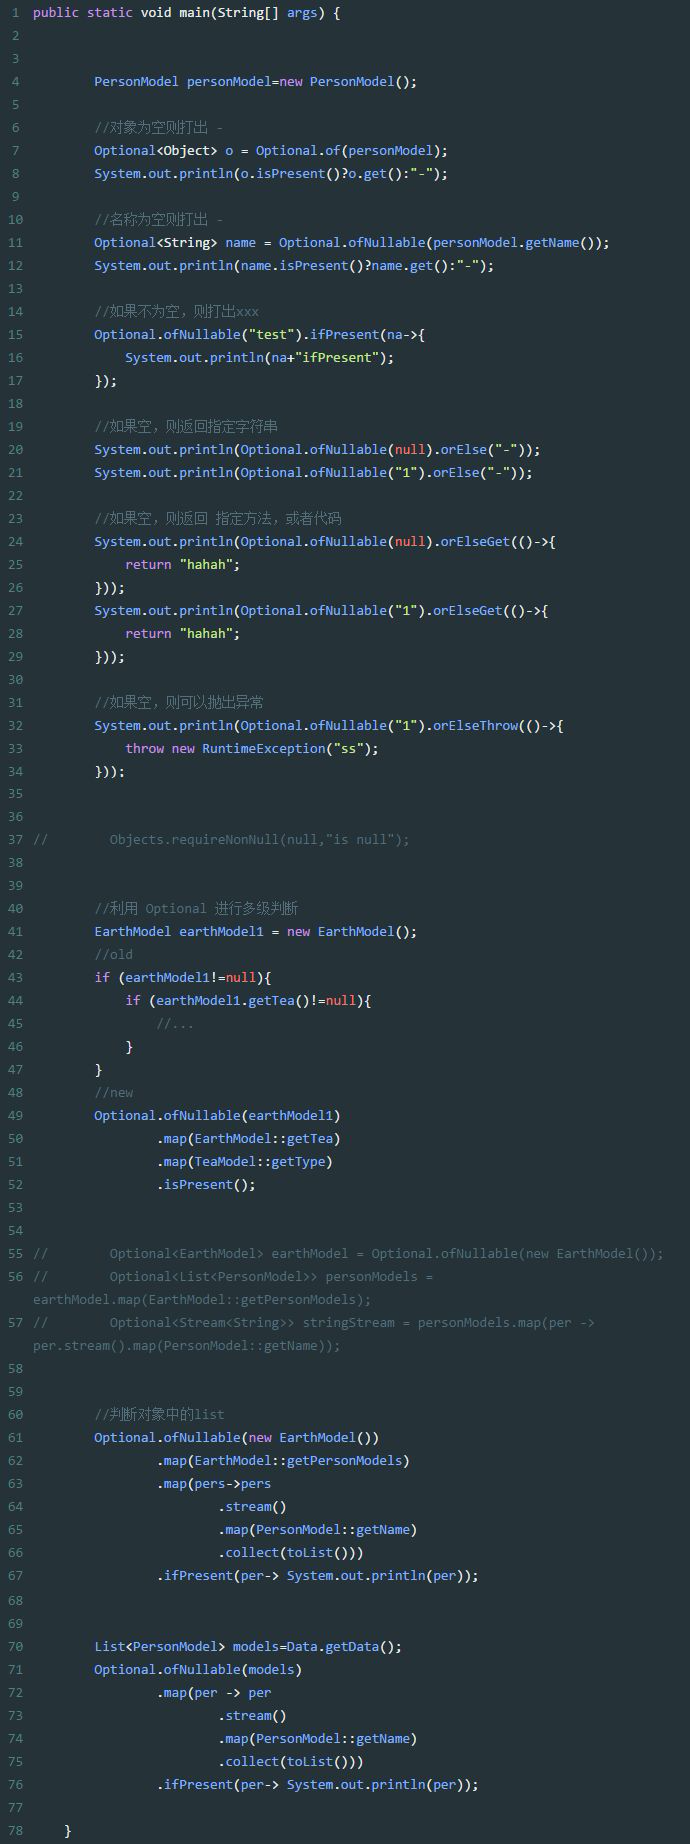 1 public static void main(String[] args) {
2
3
4         PersonModel personModel=new PersonModel();
5
6         //对象为空则打出 -
7         Optional<Object> o = Optional.of(personModel);
8         System.out.println(o.isPresent()?o.get():"-");
9
10         //名称为空则打出 -
11         Optional<String> name = Optional.ofNullable(personModel.getName());
12         System.out.println(name.isPresent()?name.get():"-");
13
14         //如果不为空，则打出xxx
15         Optional.ofNullable("test").ifPresent(na->{
16             System.out.println(na+"ifPresent");
17         });
18
19         //如果空，则返回指定字符串
20         System.out.println(Optional.ofNullable(null).orElse("-"));
21         System.out.println(Optional.ofNullable("1").orElse("-"));
22
23         //如果空，则返回 指定方法，或者代码
24         System.out.println(Optional.ofNullable(null).orElseGet(()->{
25             return "hahah";
26         }));
27         System.out.println(Optional.ofNullable("1").orElseGet(()->{
28             return "hahah";
29         }));
30
31         //如果空，则可以抛出异常
32         System.out.println(Optional.ofNullable("1").orElseThrow(()->{
33             throw new RuntimeException("ss");
34         }));
35
36
37 //        Objects.requireNonNull(null,"is null");
38
39
40         //利用 Optional 进行多级判断
41         EarthModel earthModel1 = new EarthModel();
42         //old
43         if (earthModel1!=null){
44             if (earthModel1.getTea()!=null){
45                 //...
46             }
47         }
48         //new
49         Optional.ofNullable(earthModel1)
50                 .map(EarthModel::getTea)
51                 .map(TeaModel::getType)
52                 .isPresent();
53
54
55 //        Optional<EarthModel> earthModel = Optional.ofNullable(new EarthModel());
56 //        Optional<List<PersonModel>> personModels =
earthModel.map(EarthModel::getPersonModels);
57 //        Optional<Stream<String>> stringStream = personModels.map(per ->
per.stream().map(PersonModel::getName));
58
59
60         //判断对象中的list
61         Optional.ofNullable(new EarthModel())
62                 .map(EarthModel::getPersonModels)
63                 .map(pers->pers
64                         .stream()
65                         .map(PersonModel::getName)
66                         .collect(toList()))
67                 .ifPresent(per-> System.out.println(per));
68
69
70         List<PersonModel> models=Data.getData();
71         Optional.ofNullable(models)
72                 .map(per -> per
73                         .stream()
74                         .map(PersonModel::getName)
75                         .collect(toList()))
76                 .ifPresent(per-> System.out.println(per));
77
78     }